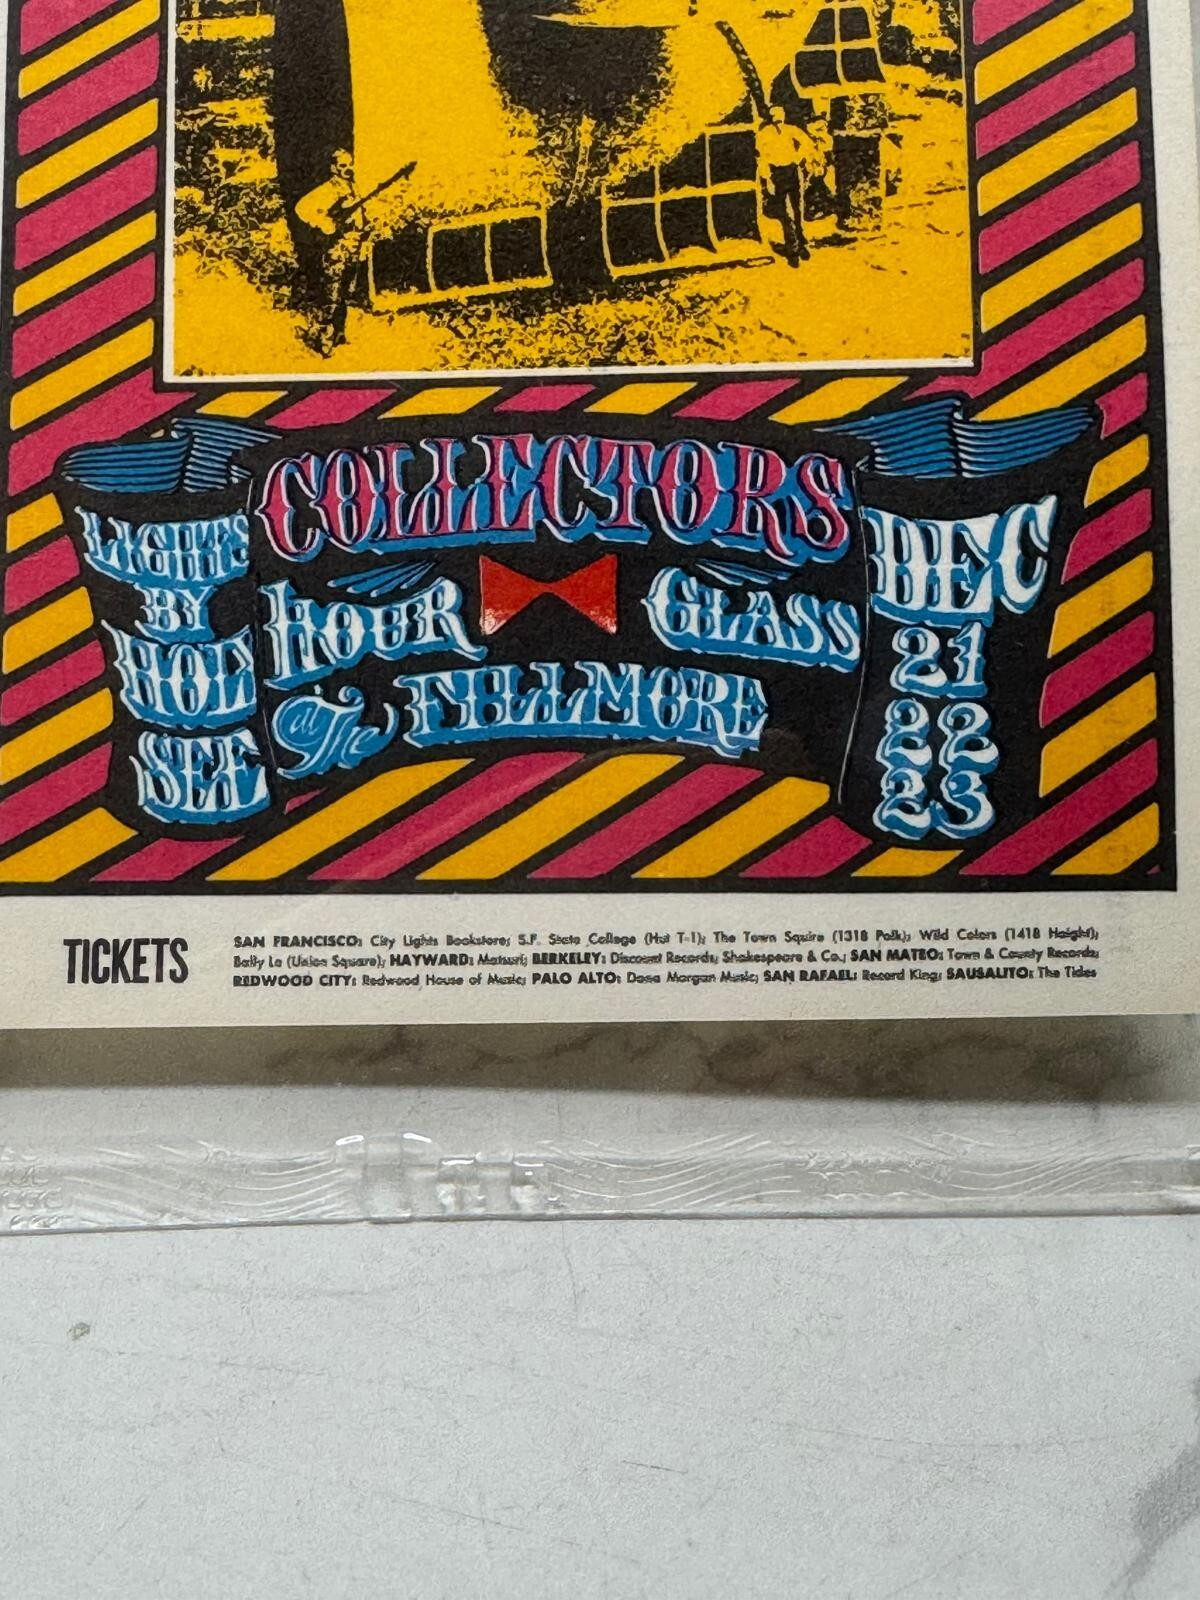 COLLECTORS
LIGHTS
BY
HOLY
SEE
HOUR GLASS
at The FILLMORE
DEC
21
22
23
TICKETS
SAN FRANCISCO: City Lights Bookstore; S.F. State College (Hut T-1); The Town Squire (1318 Polk); Wild Colors (1418 Haight);
Bally Lo (Union Square); HAYWARD: Matsuri; BERKELEY: Discount Records; Shakespeare & Co.; SAN MATEO: Town & County Records;
REDWOOD CITY: Redwood House of Music; PALO ALTO: Dana Morgan Music; SAN RAFAEL: Record King; SAUSALITO: The Tides